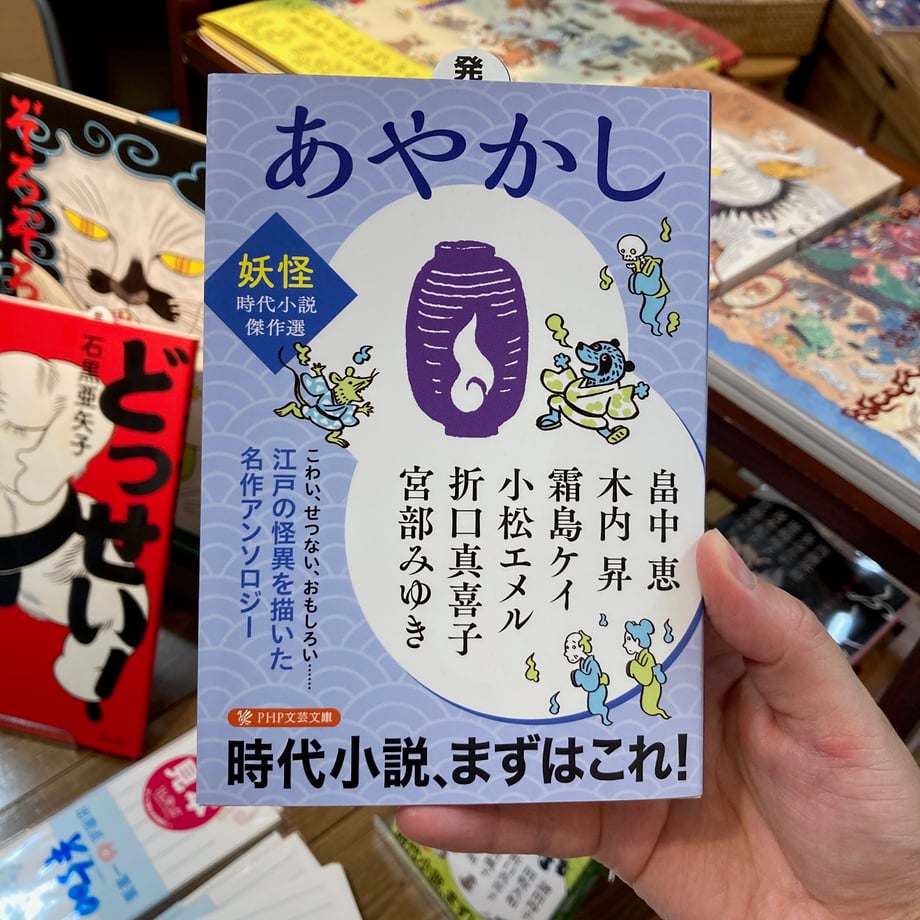 発
あやかし
妖怪
時代小説
傑作選
畠中 恵
木内 昇
霜島ケイ
小松エメル
折口真喜子
宮部みゆき
こわい、せつない、おもしろい……
江戸の怪異を描いた
名作アンソロジー
PHP文芸文庫
時代小説、まずはこれ!
ぞろぞろ
どっせい!
石黒亜矢子